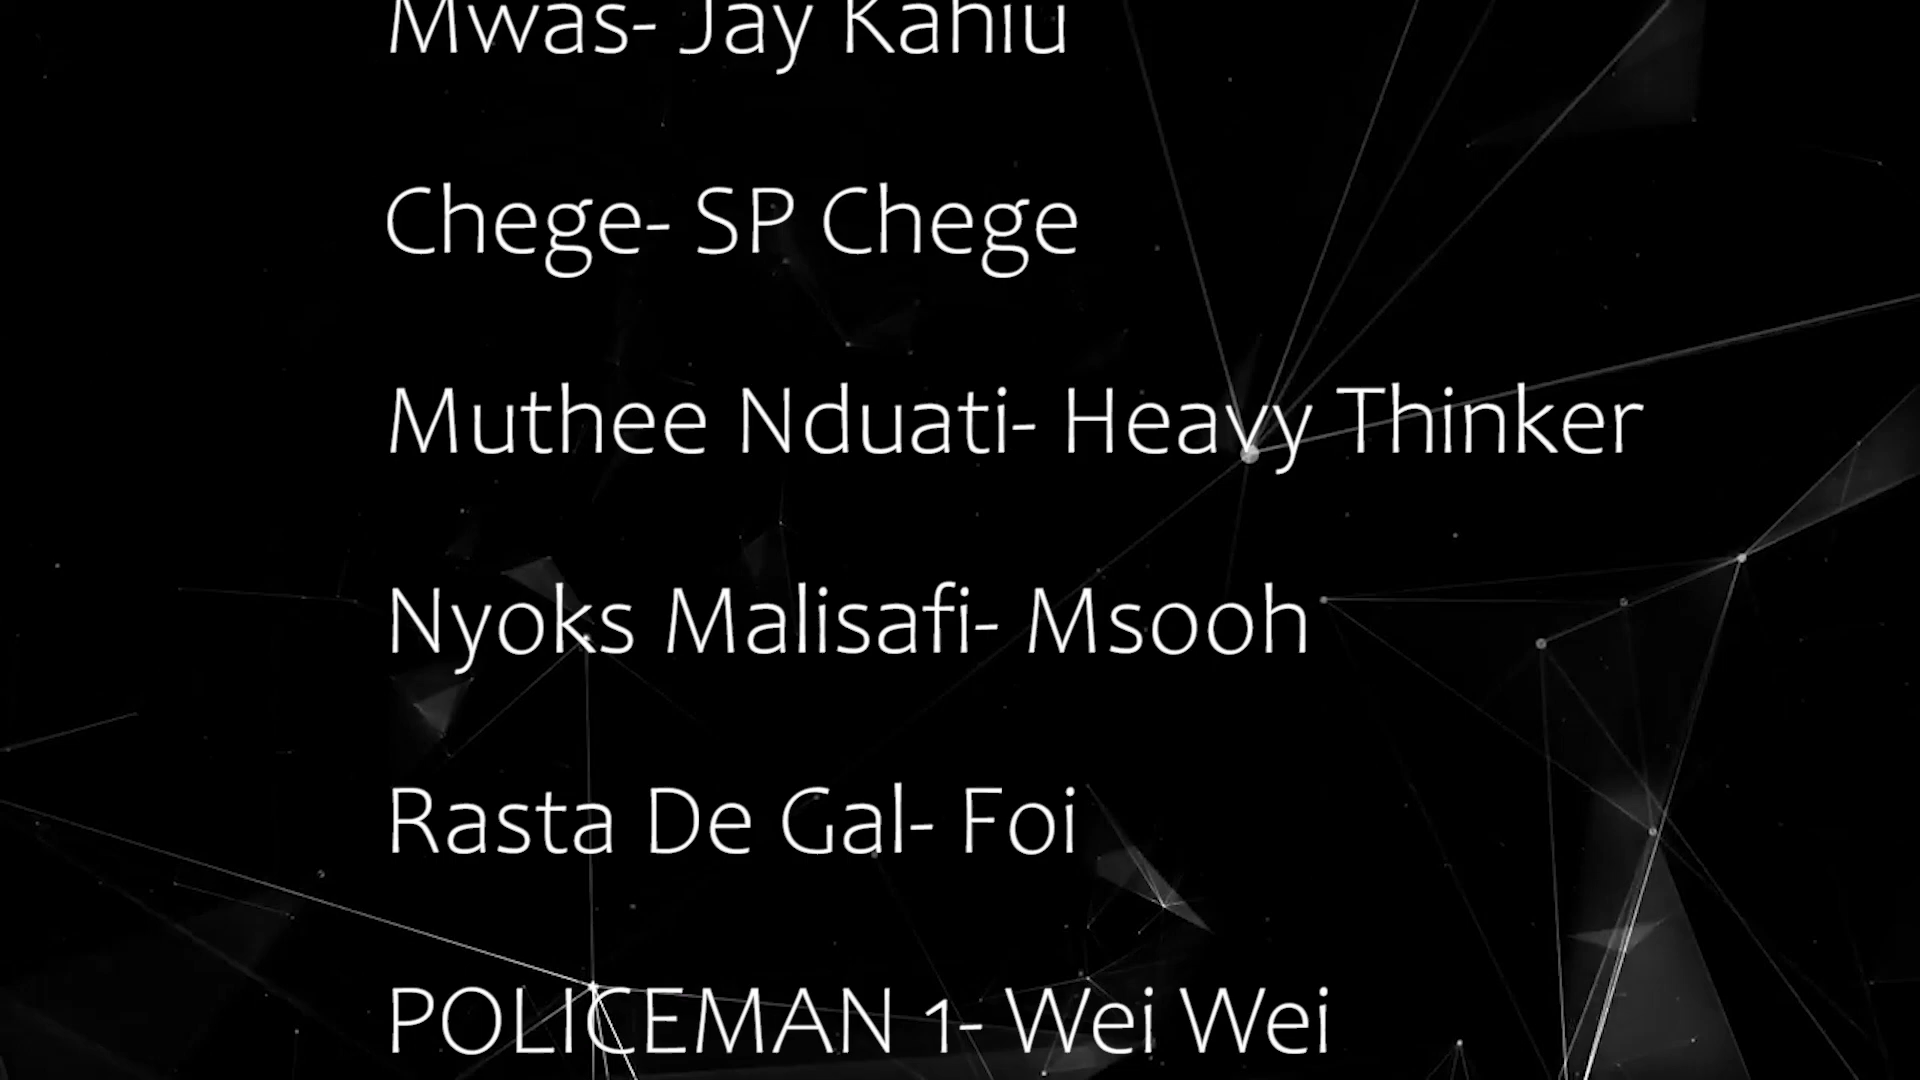 Mwas- Jay Kahiu
Chege- SP Chege
Muthee Nduati- Heavy Thinker
Nyoks Malisafi- Msooh
Rasta De Gal- Foi
POLICEMAN 1- Wei Wei